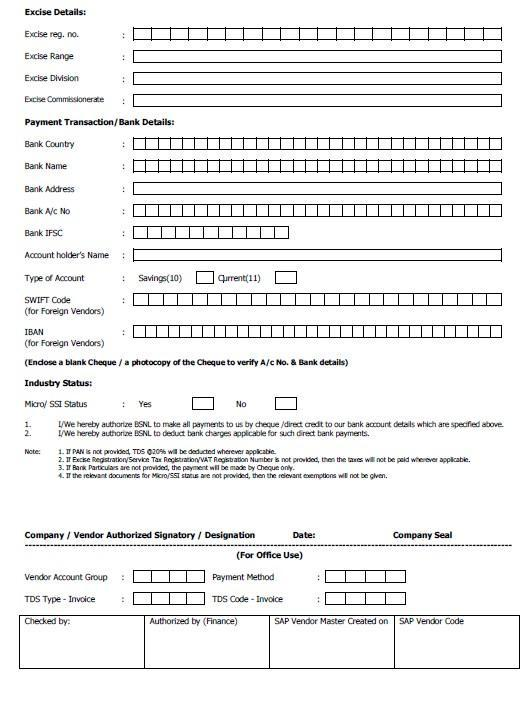 Excise Details:
Excise reg. no. :
Excise Range :
Excise Division :
Excise Commissionerate :
Payment Transaction/Bank Details:
Bank Country :
Bank Name :
Bank Address :
Bank A/c No :
Bank IFSC :
Account holder's Name :
Type of Account : Savings(10) Current(11)
SWIFT Code :
(for Foreign Vendors)
IBAN :
(for Foreign Vendors)
(Enclose a blank Cheque / a photocopy of the Cheque to verify A/c No. & Bank details)
Industry Status:
Micro/ SSI Status : Yes No
1. I/We hereby authorize BSNL to make all payments to us by cheque /direct credit to our bank account details which are specified above.
2. I/We hereby authorize BSNL to deduct bank charges applicable for such direct bank payments.
Note: 1. If PAN is not provided, TDS @20% will be deducted wherever applicable.
2. If Excise Registration/Service Tax Registration/VAT Registration Number is not provided, then the taxes will not be paid wherever applicable.
3. If Bank Particulars are not provided, the payment will be made by Cheque only.
4. If the relevant documents for Micro/SSI status are not provided, then the relevant exemptions will not be given.
Company / Vendor Authorized Signatory / Designation Date: Company Seal
(For Office Use)
Vendor Account Group : Payment Method :
TDS Type - Invoice : TDS Code - Invoice :
Checked by: Authorized by (Finance) SAP Vendor Master Created on SAP Vendor Code